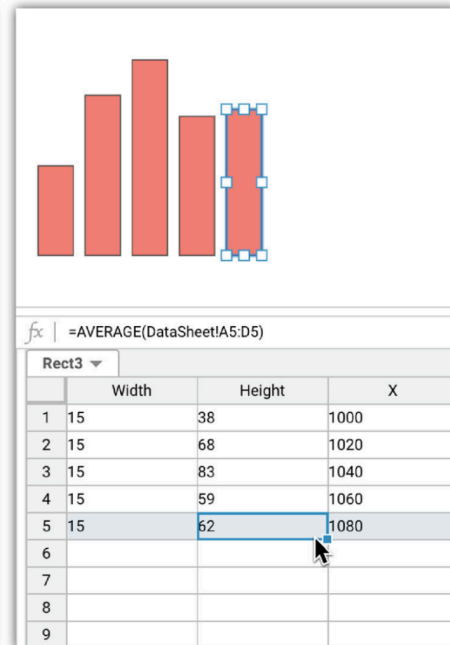 fx | =AVERAGE(DataSheet!A5:D5)
Rect3
Width Height X
1 15 38 1000
2 15 68 1020
3 15 83 1040
4 15 59 1060
5 15 62 1080
6
7
8
9